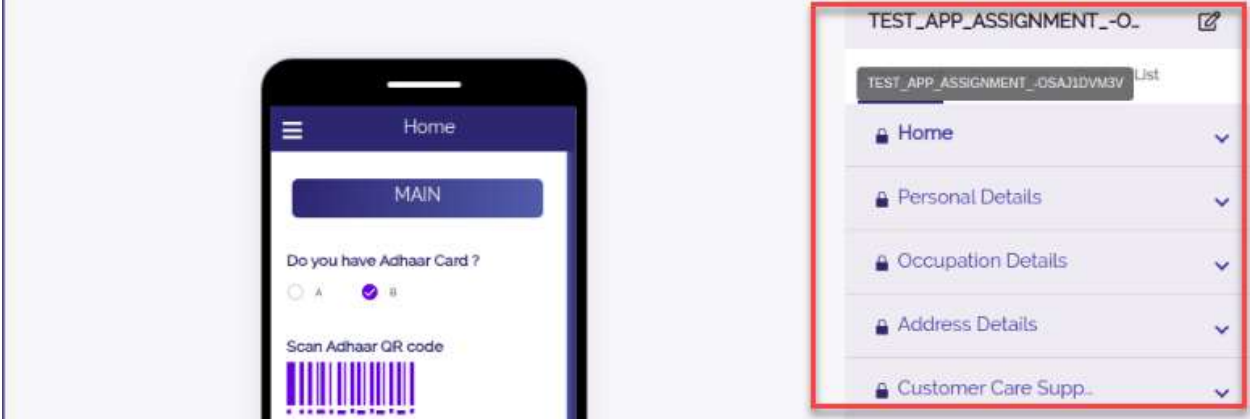 Home
MAIN
Do you have Adhaar Card ?
A B
Scan Adhaar QR code
TEST_APP_ASSIGNMENT_-O...
List
TEST_APP_ASSIGNMENT_-OSAJ1DVM3V
Home
Personal Details
Occupation Details
Address Details
Customer Care Supp...